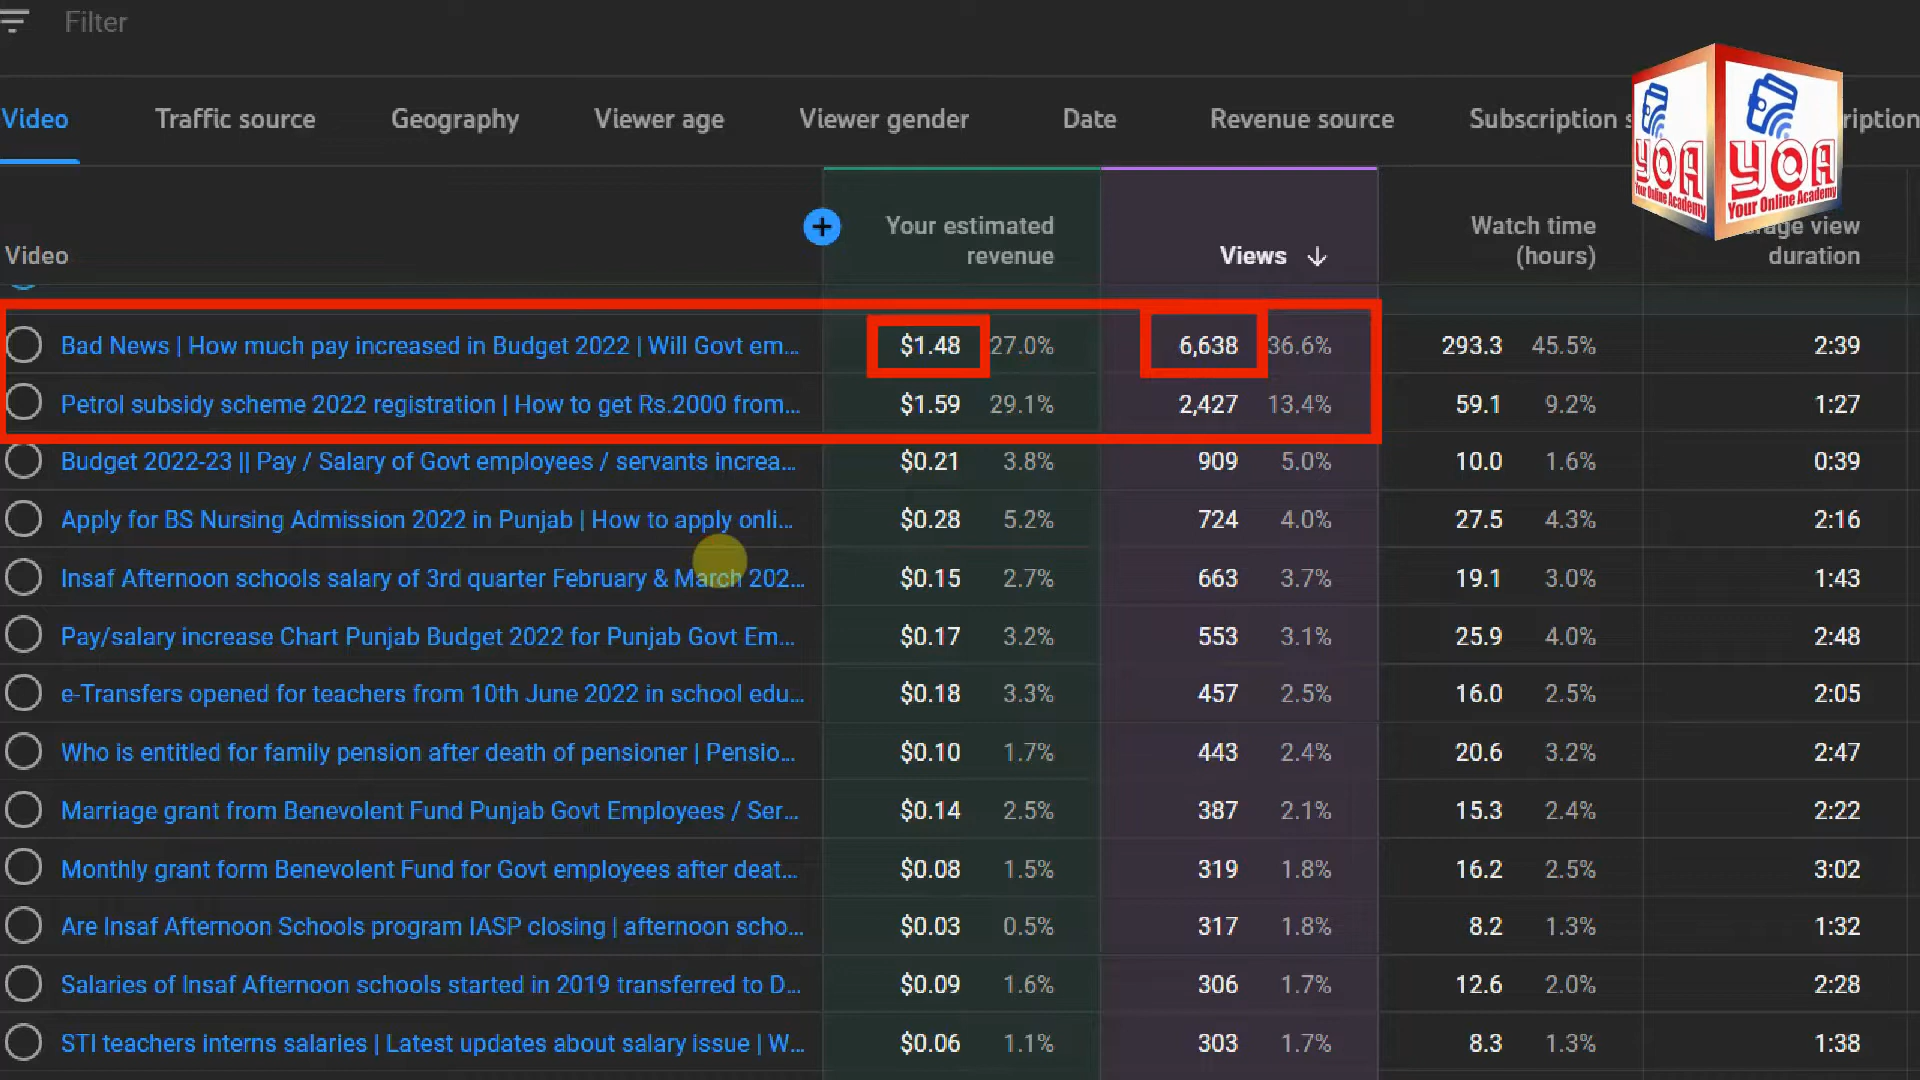 Filter
Video Traffic source Geography Viewer age Viewer gender Date Revenue source Subscription s ription
YOA YOA
Your Online Academy Your Online Academy
Video Your estimated revenue Views Watch time (hours) age view duration
Bad News | How much pay increased in Budget 2022 | Will Govt em... $1.48 27.0% 6,638 36.6% 293.3 45.5% 2:39
Petrol subsidy scheme 2022 registration | How to get Rs.2000 from... $1.59 29.1% 2,427 13.4% 59.1 9.2% 1:27
Budget 2022-23 || Pay / Salary of Govt employees / servants increa... $0.21 3.8% 909 5.0% 10.0 1.6% 0:39
Apply for BS Nursing Admission 2022 in Punjab | How to apply onli... $0.28 5.2% 724 4.0% 27.5 4.3% 2:16
Insaf Afternoon schools salary of 3rd quarter February & March 202... $0.15 2.7% 663 3.7% 19.1 3.0% 1:43
Pay/salary increase Chart Punjab Budget 2022 for Punjab Govt Em... $0.17 3.2% 553 3.1% 25.9 4.0% 2:48
e-Transfers opened for teachers from 10th June 2022 in school edu... $0.18 3.3% 457 2.5% 16.0 2.5% 2:05
Who is entitled for family pension after death of pensioner | Pensio... $0.10 1.7% 443 2.4% 20.6 3.2% 2:47
Marriage grant from Benevolent Fund Punjab Govt Employees / Ser... $0.14 2.5% 387 2.1% 15.3 2.4% 2:22
Monthly grant form Benevolent Fund for Govt employees after deat... $0.08 1.5% 319 1.8% 16.2 2.5% 3:02
Are Insaf Afternoon Schools program IASP closing | afternoon scho... $0.03 0.5% 317 1.8% 8.2 1.3% 1:32
Salaries of Insaf Afternoon schools started in 2019 transferred to D... $0.09 1.6% 306 1.7% 12.6 2.0% 2:28
STI teachers interns salaries | Latest updates about salary issue | W... $0.06 1.1% 303 1.7% 8.3 1.3% 1:38